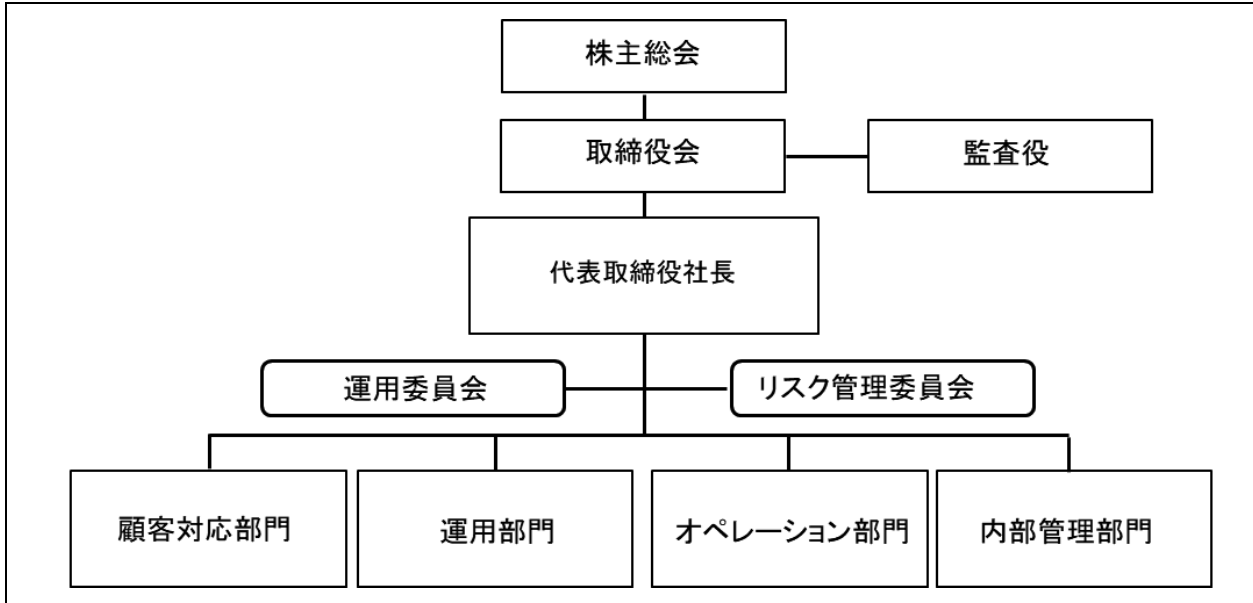 株主総会
取締役会
監査役
代表取締役社長
運用委員会
リスク管理委員会
顧客対応部門
運用部門
オペレーション部門
内部管理部門